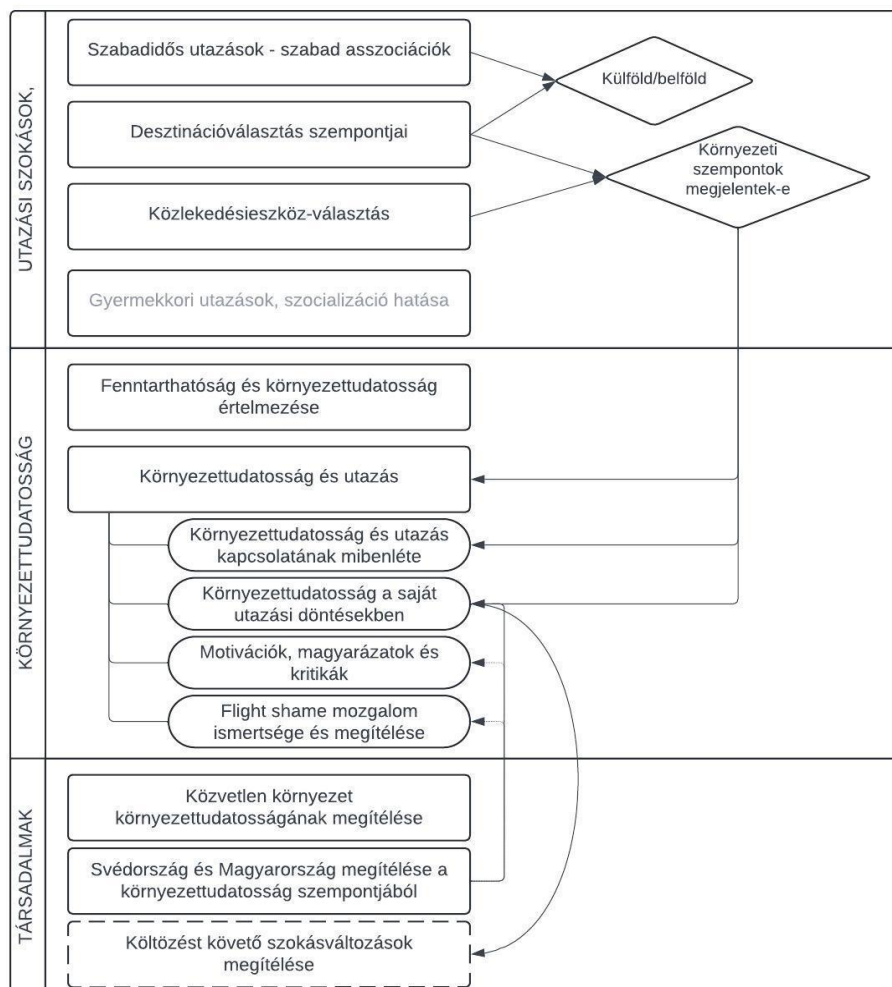 UTAZÁSI SZOKÁSOK,
Szabadidős utazások - szabad asszociációk
Külföld/belföld
Desztinációválasztás szempontjai
Környezeti
szempontok
megjelentek-e
Közlekedésieszköz-választás
Gyermekkori utazások, szocializáció hatása
KÖRNYEZETTUDATOSSÁG
Fenntarthatóság és környezettudatosság
értelmezése
Környezettudatosság és utazás
Környezettudatosság és utazás
kapcsolatának mibenléte
Környezettudatosság a saját
utazási döntésekben
Motivációk, magyarázatok és
kritikák
Flight shame mozgalom
ismertsége és megítélése
TÁRSADALMAK
Közvetlen környezet
környezettudatosságának megítélése
Svédország és Magyarország megítélése a
környezettudatosság szempontjából
Költözést követő szokásváltozások
megítélése